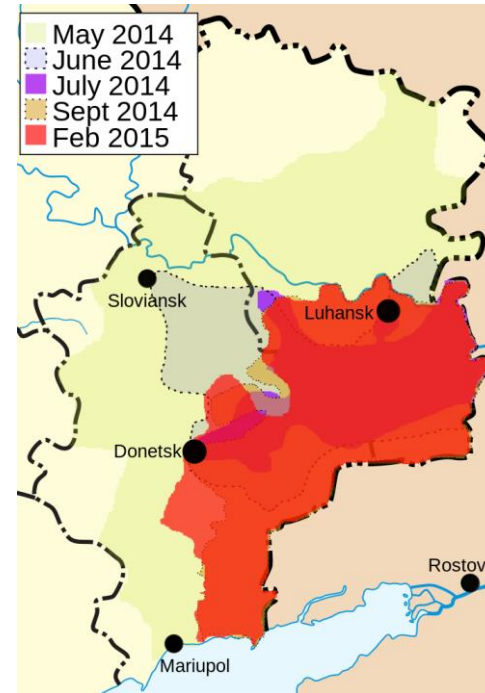 May 2014
June 2014
July 2014
Sept 2014
Feb 2015
Sloviansk
Luhansk
Donetsk
Rostov
Mariupol